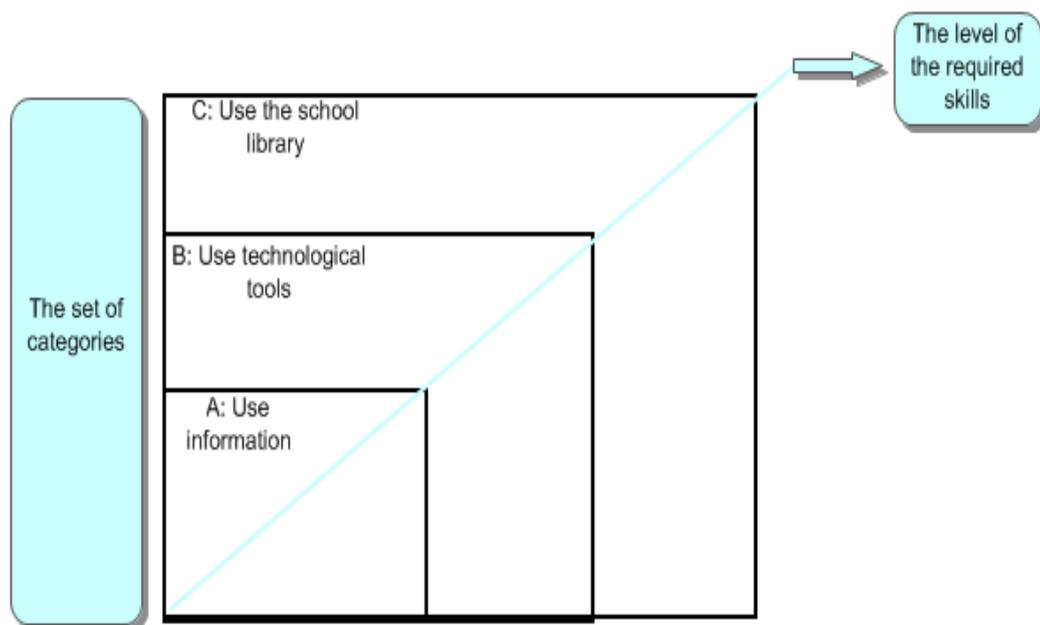 The level of
the required
skills
C: Use the school
library
B: Use technological
tools
The set of
categories
A: Use
information